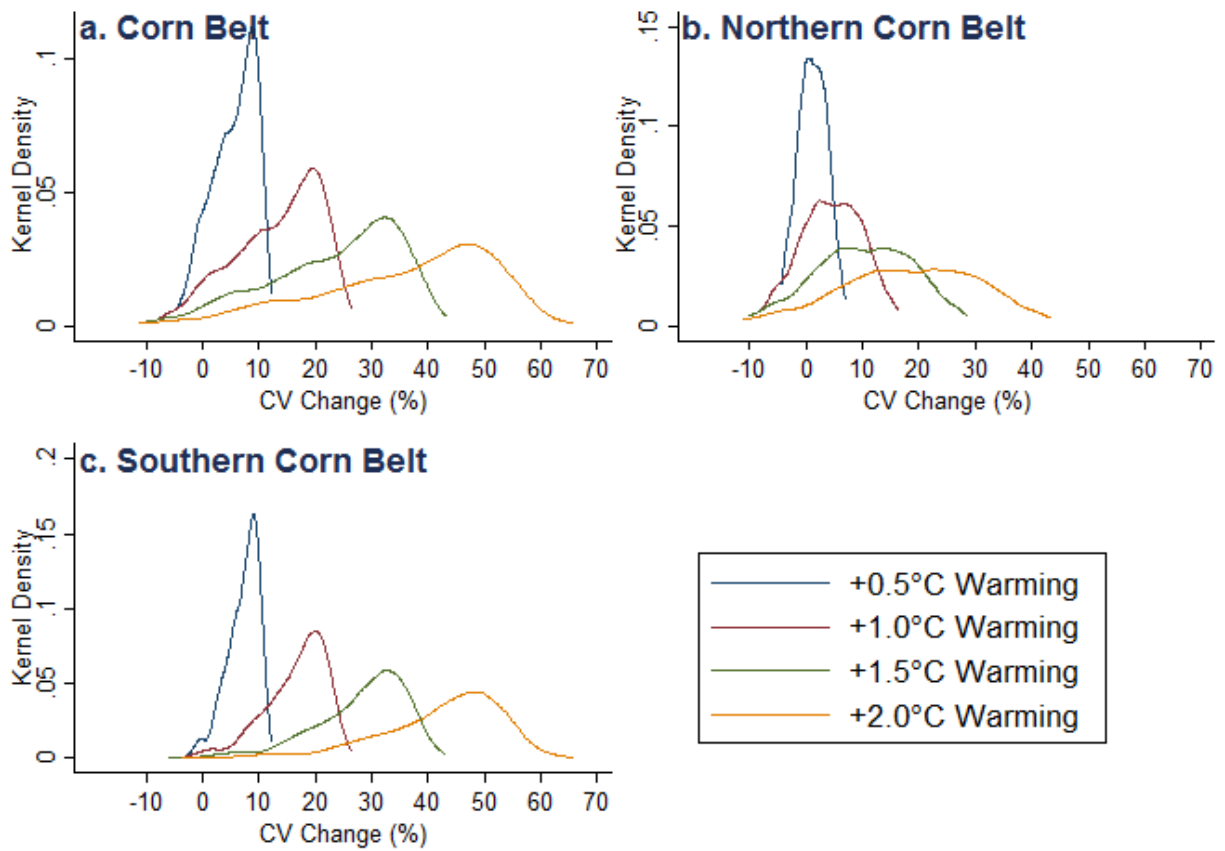 a. Corn Belt
Kernel Density
0 .05 .1
-10 0 10 20 30 40 50 60 70
CV Change (%)
b. Northern Corn Belt
Kernel Density
0 .05 .1 .15
-10 0 10 20 30 40 50 60 70
CV Change (%)
c. Southern Corn Belt
Kernel Density
0 .05 .1 .15 .2
-10 0 10 20 30 40 50 60 70
CV Change (%)
+0.5°C Warming
+1.0°C Warming
+1.5°C Warming
+2.0°C Warming